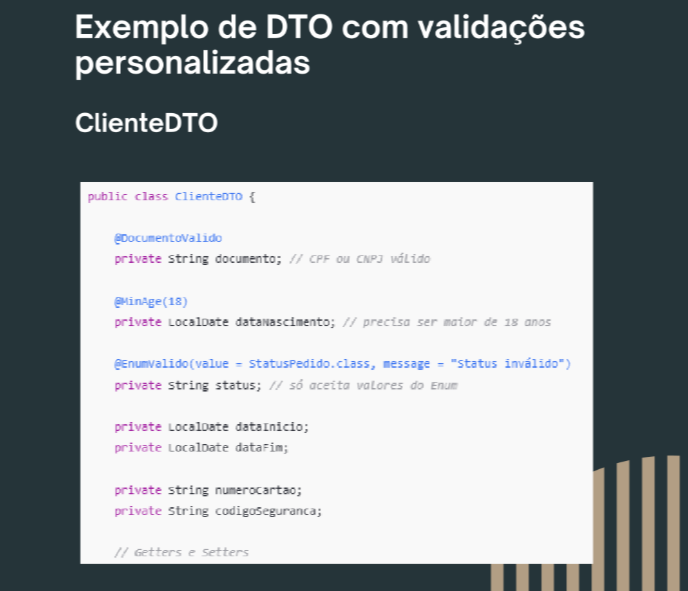 Exemplo de DTO com validações
personalizadas
ClienteDTO
public class ClienteDTO {
@DocumentoValido
private String documento; // CPF ou CNPJ válido
@MinAge(18)
private LocalDate dataNascimento; // precisa ser maior de 18 anos
@EnumValido(value = StatusPedido.class, message = "Status inválido")
private String status; // só aceita valores do Enum
private LocalDate dataInicio;
private LocalDate dataFim;
private String numeroCartao;
private String codigoSeguranca;
// Getters e Setters